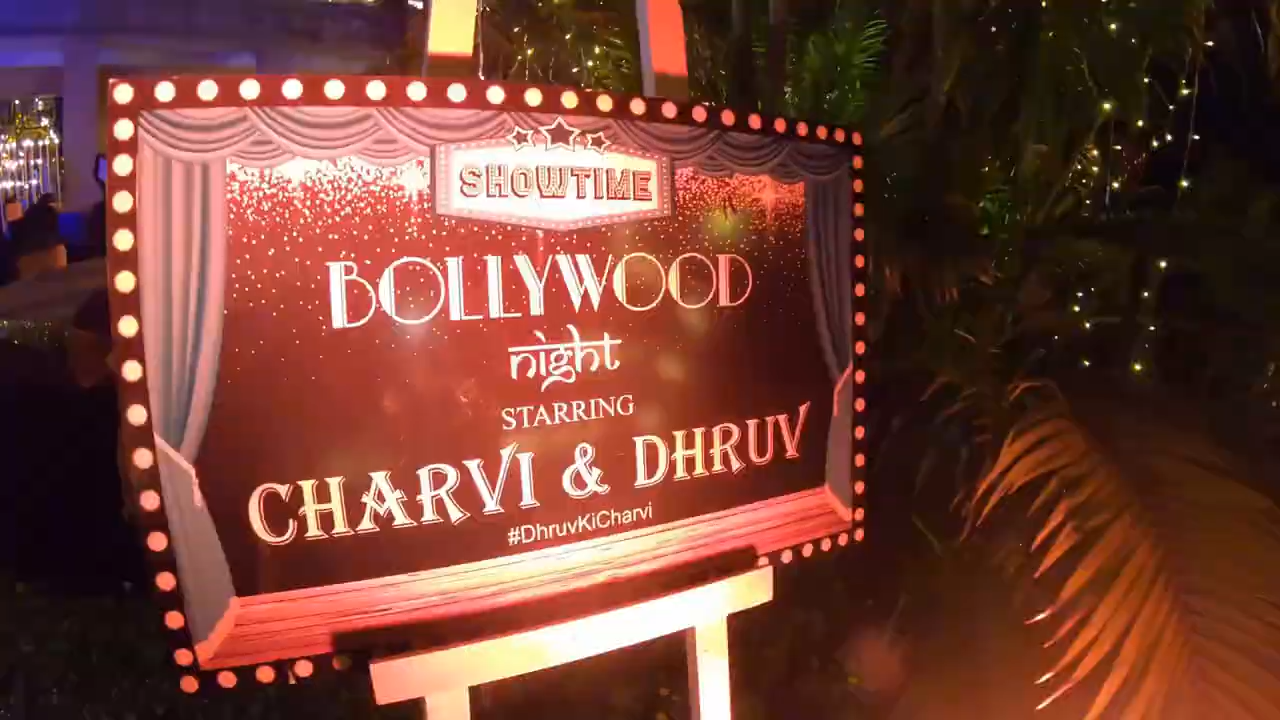 SHOWTIME
BOLLYWOOD
night
STARRING
CHARVI & DHRUV
#DhruvKiCharvi